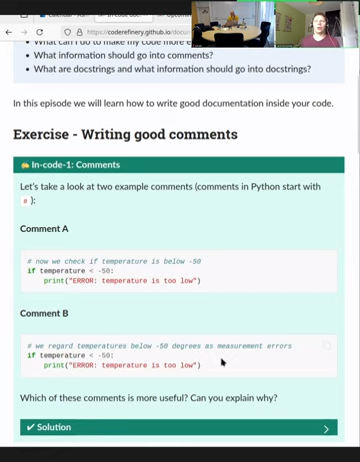 Calendar
In-code
Upcoming
https://coderefinery.github.io/docu
What can I do to make my code more e
What information should go into comments?
What are docstrings and what information should go into docstrings?
In this episode we will learn how to write good documentation inside your code.
Exercise - Writing good comments
In-code-1: Comments
Let's take a look at two example comments (comments in Python start with
# ):
Comment A
# now we check if temperature is below -50
if temperature < -50:
print("ERROR: temperature is too low")
Comment B
# we regard temperatures below -50 degrees as measurement errors
if temperature < -50:
print("ERROR: temperature is too low")
Which of these comments is more useful? Can you explain why?
✔ Solution